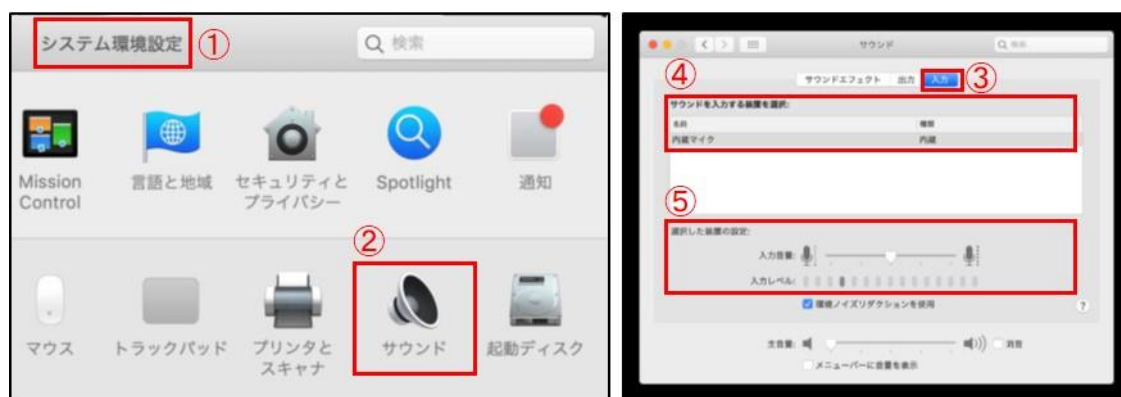 システム環境設定
①
検索
Mission
Control
言語と地域
セキュリティと
プライバシー
Spotlight
通知
②
マウス
トラックパッド
プリンタと
スキャナ
サウンド
起動ディスク
サウンド
検索
④
③
サウンドエフェクト
出力
入力
サウンドを入力する装置を選択:
名前
種類
内蔵マイク
内蔵
⑤
選択した装置の設定:
入力音量:
入力レベル:
環境ノイズリダクションを使用
?
主音量:
消音
メニューバーに音量を表示